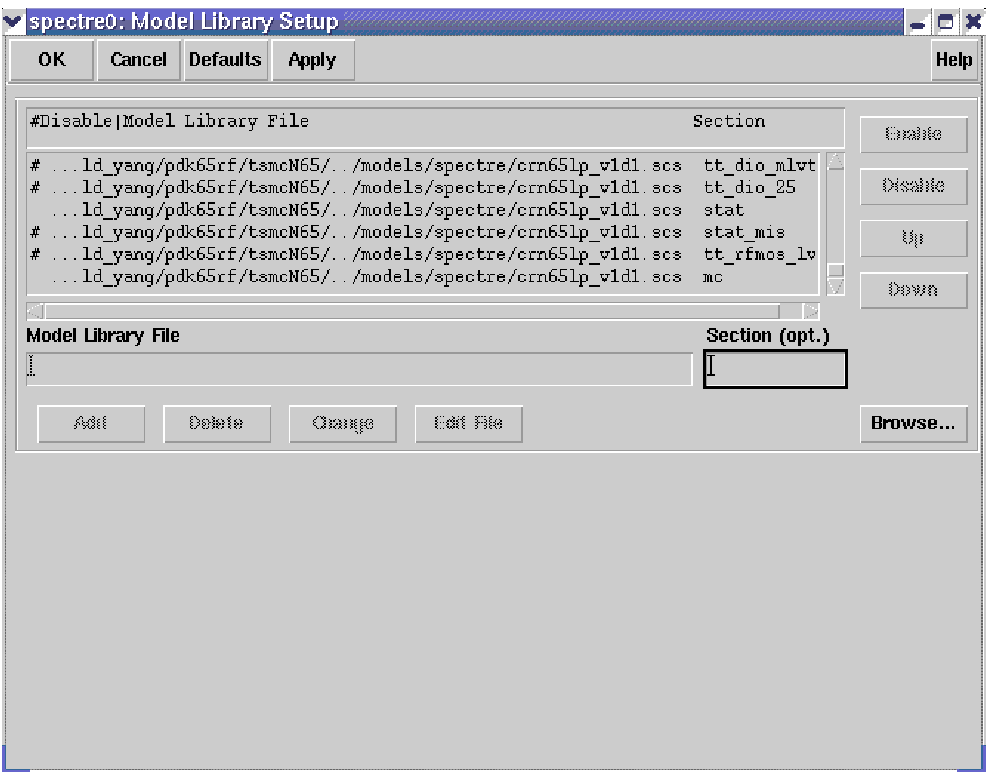 spectre0: Model Library Setup
OK Cancel Defaults Apply Help
#Disable|Model Library File Section
# ...ld_yang/pdk65rf/tsmcN65/../models/spectre/crn65lp_v1d1.scs tt_dio_mlvt
# ...ld_yang/pdk65rf/tsmcN65/../models/spectre/crn65lp_v1d1.scs tt_dio_25
...ld_yang/pdk65rf/tsmcN65/../models/spectre/crn65lp_v1d1.scs stat
# ...ld_yang/pdk65rf/tsmcN65/../models/spectre/crn65lp_v1d1.scs stat_mis
# ...ld_yang/pdk65rf/tsmcN65/../models/spectre/crn65lp_v1d1.scs tt_rfmos_lv
...ld_yang/pdk65rf/tsmcN65/../models/spectre/crn65lp_v1d1.scs mc
Enable
Disable
Up
Down
Model Library File Section (opt.)
Add Delete Change Edit File Browse...